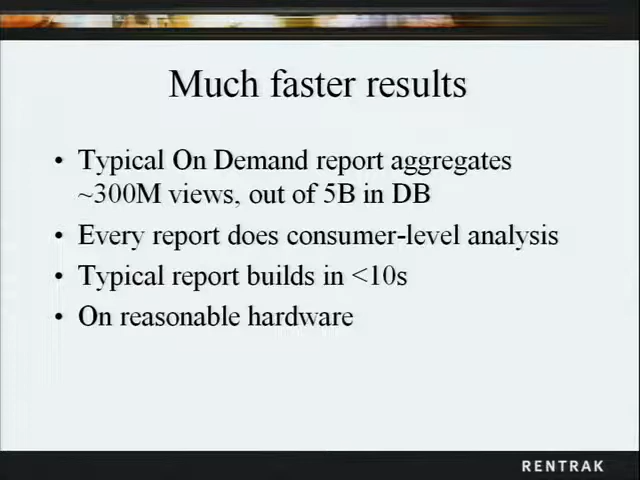 Much faster results
• Typical On Demand report aggregates
~300M views, out of 5B in DB
• Every report does consumer-level analysis
• Typical report builds in <10s
• On reasonable hardware
RENTRAK